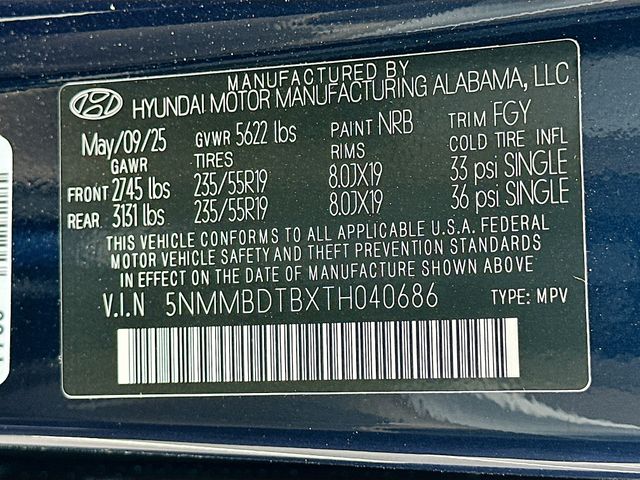 MANUFACTURED BY
HYUNDAI MOTOR MANUFACTURING ALABAMA, LLC
May/09/25 GVWR 5622 lbs PAINT NRB TRIM FGY
GAWR TIRES RIMS COLD TIRE INFL
FRONT 2745 lbs 235/55R19 8.0JX19 33 psi SINGLE
REAR 3131 lbs 235/55R19 8.0JX19 36 psi SINGLE
THIS VEHICLE CONFORMS TO ALL APPLICABLE U.S.A. FEDERAL
MOTOR VEHICLE SAFETY AND THEFT PREVENTION STANDARDS
IN EFFECT ON THE DATE OF MANUFACTURE SHOWN ABOVE
V.I.N 5NMMBDTBXTH040686 TYPE: MPV